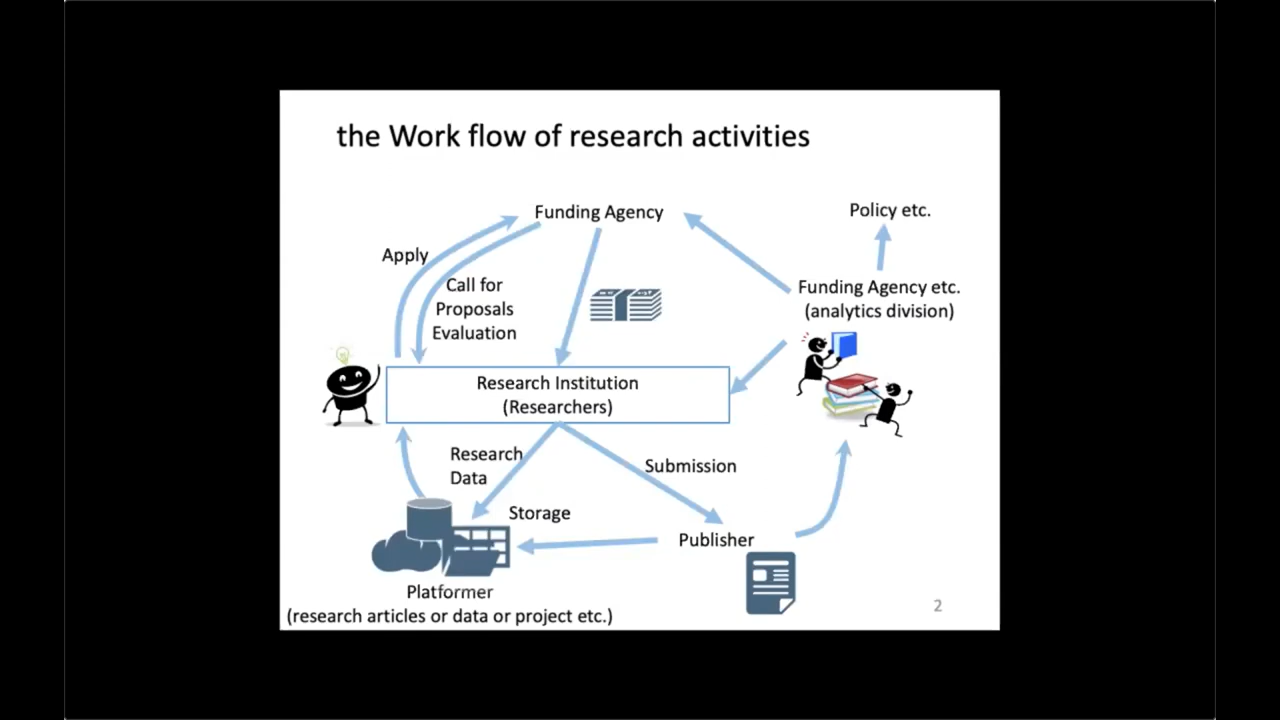 the Work flow of research activities
Funding Agency
Policy etc.
Apply
Call for
Proposals
Evaluation
Funding Agency etc.
(analytics division)
Research Institution
(Researchers)
Research
Data
Submission
Storage
Publisher
Platformer
(research articles or data or project etc.)
2